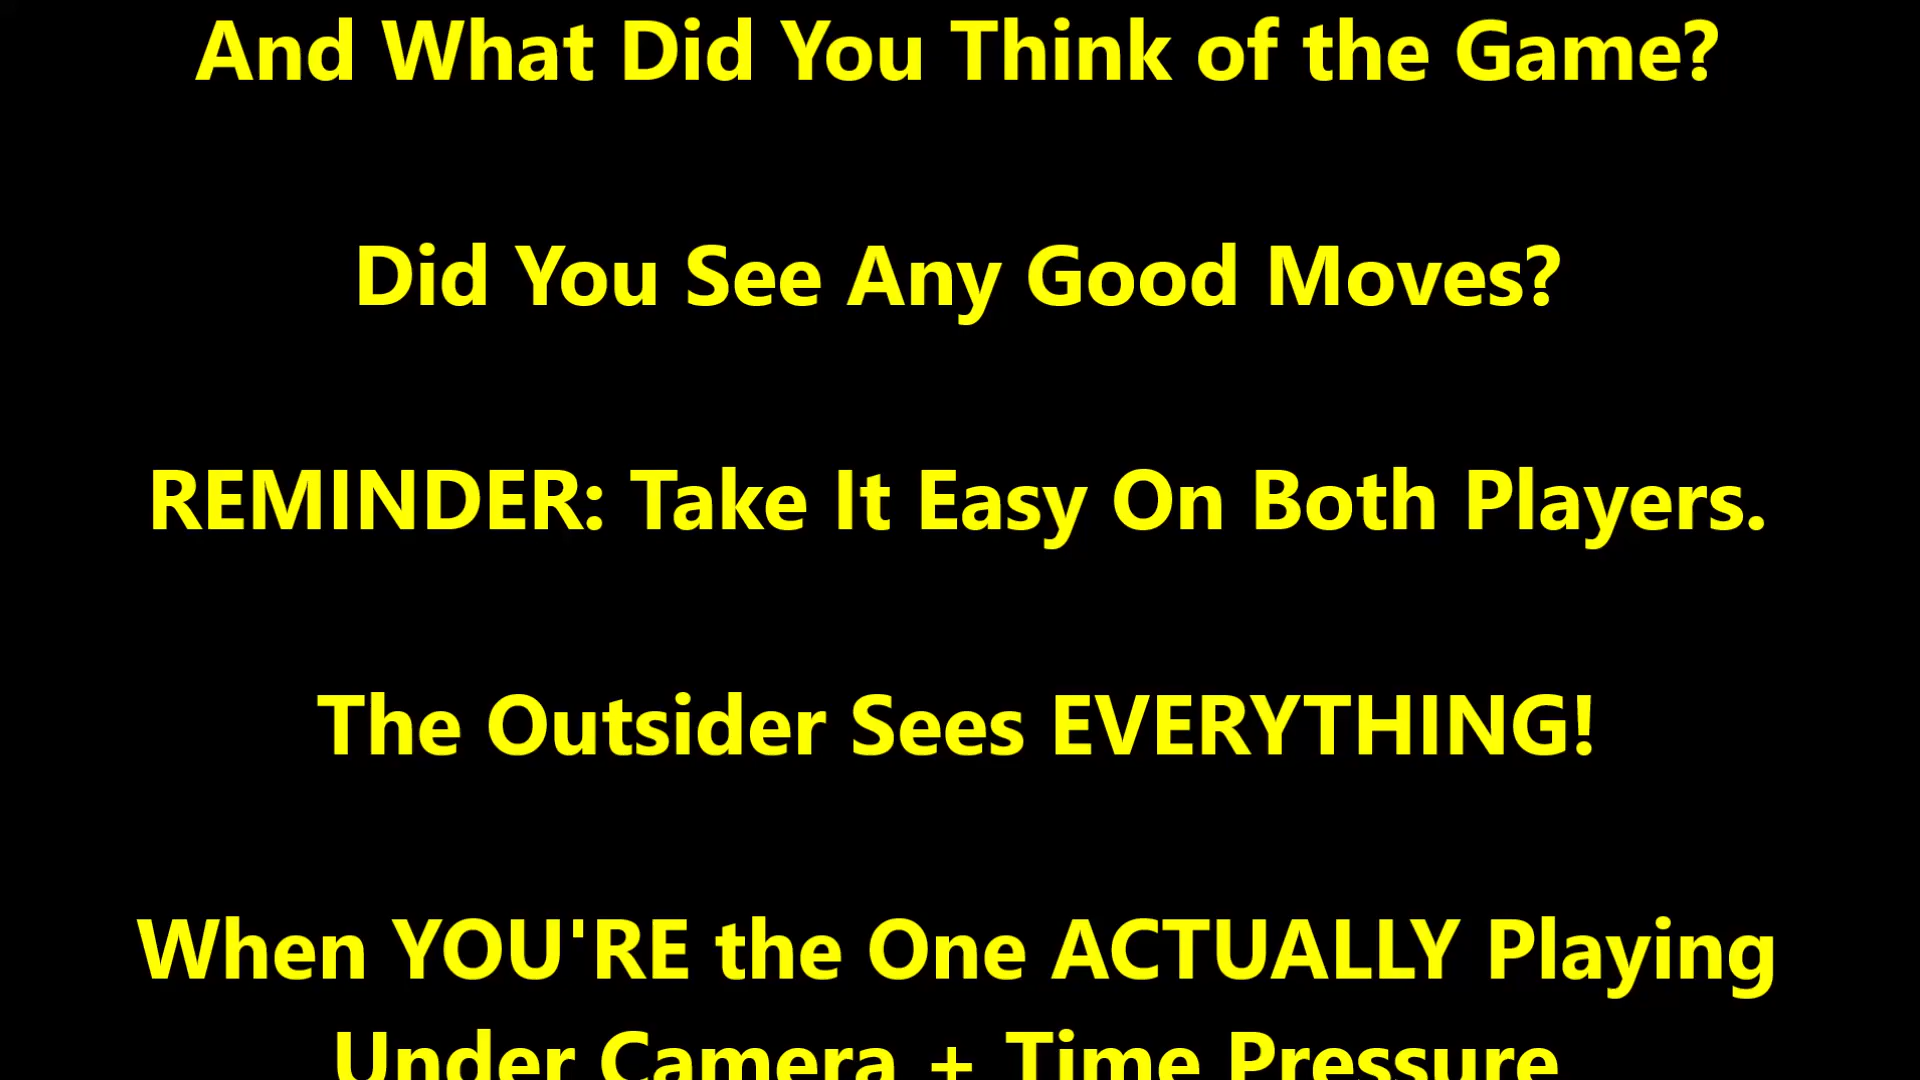 And What Did You Think of the Game?
Did You See Any Good Moves?
REMINDER: Take It Easy On Both Players.
The Outsider Sees EVERYTHING!
When YOU'RE the One ACTUALLY Playing
Under Camera + Time Pressure